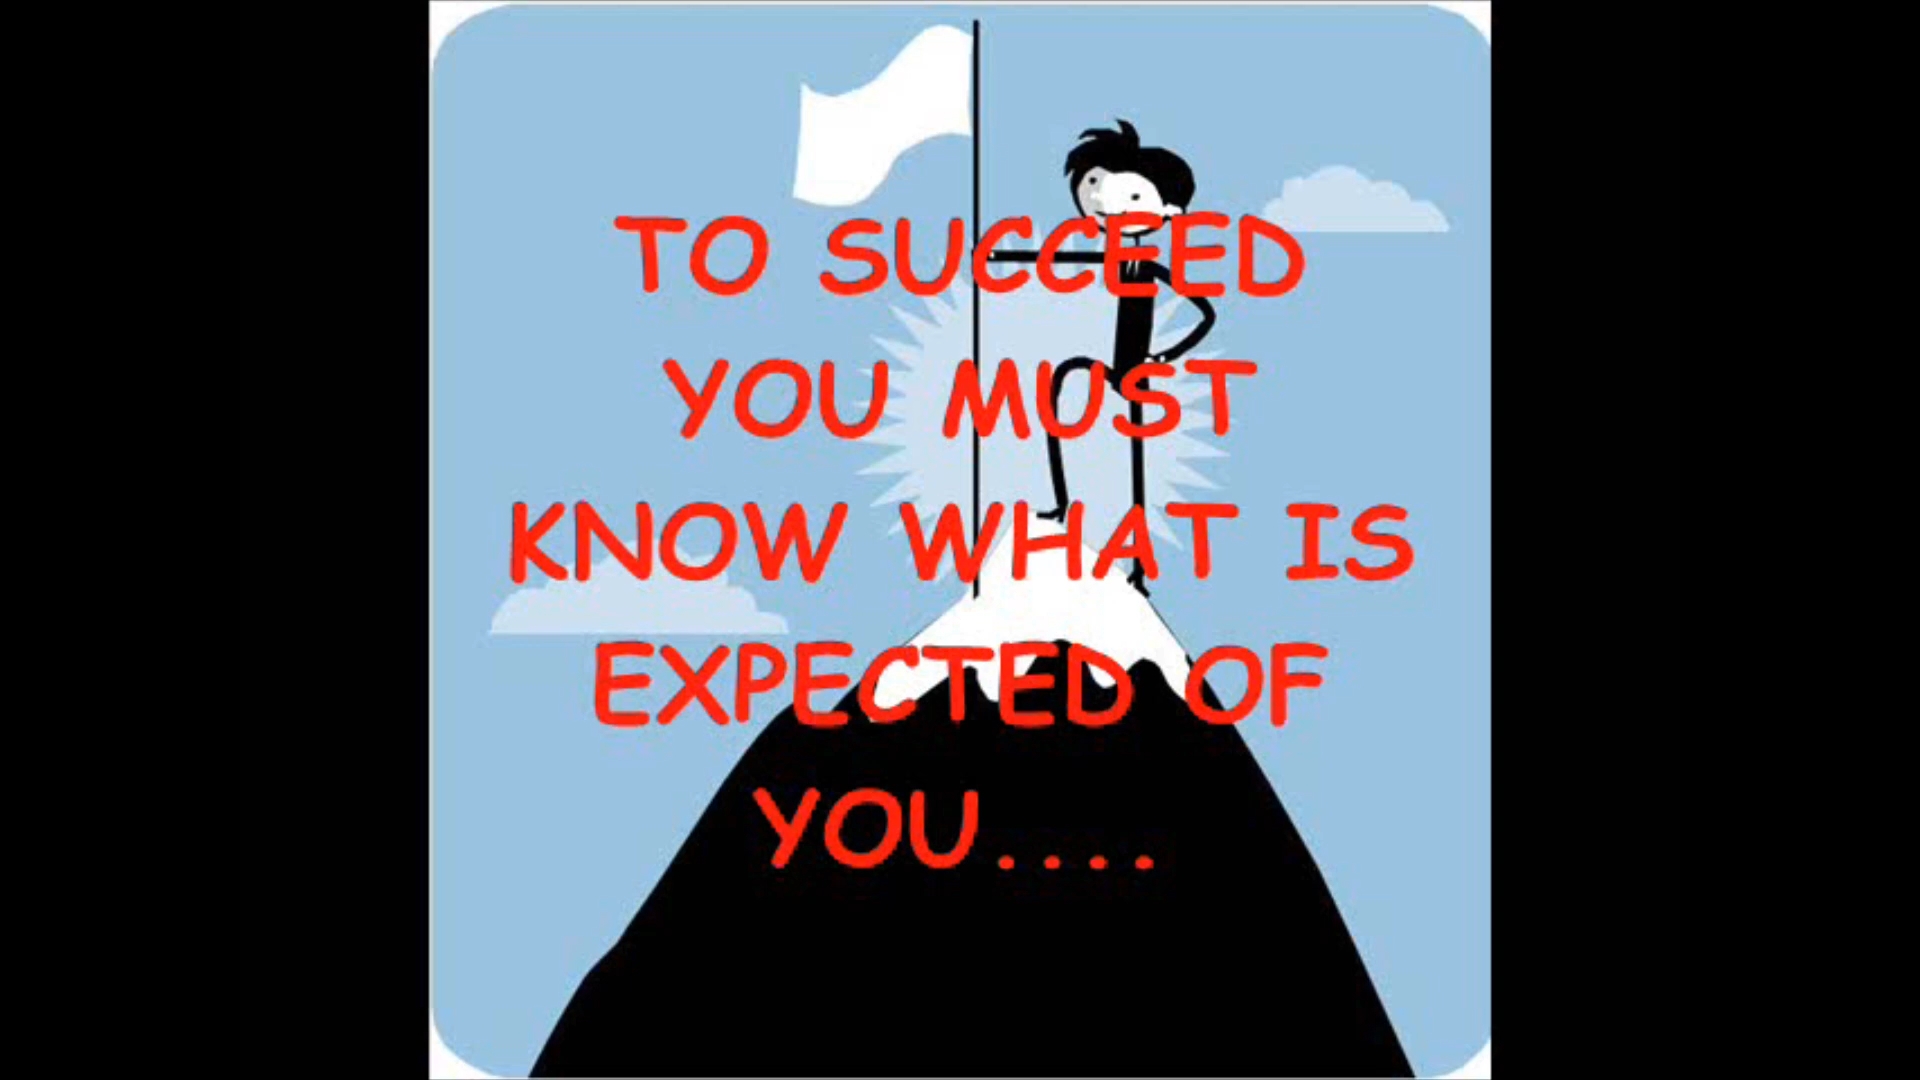 TO SUCCEED
YOU MUST
KNOW WHAT IS
EXPECTED OF
YOU....